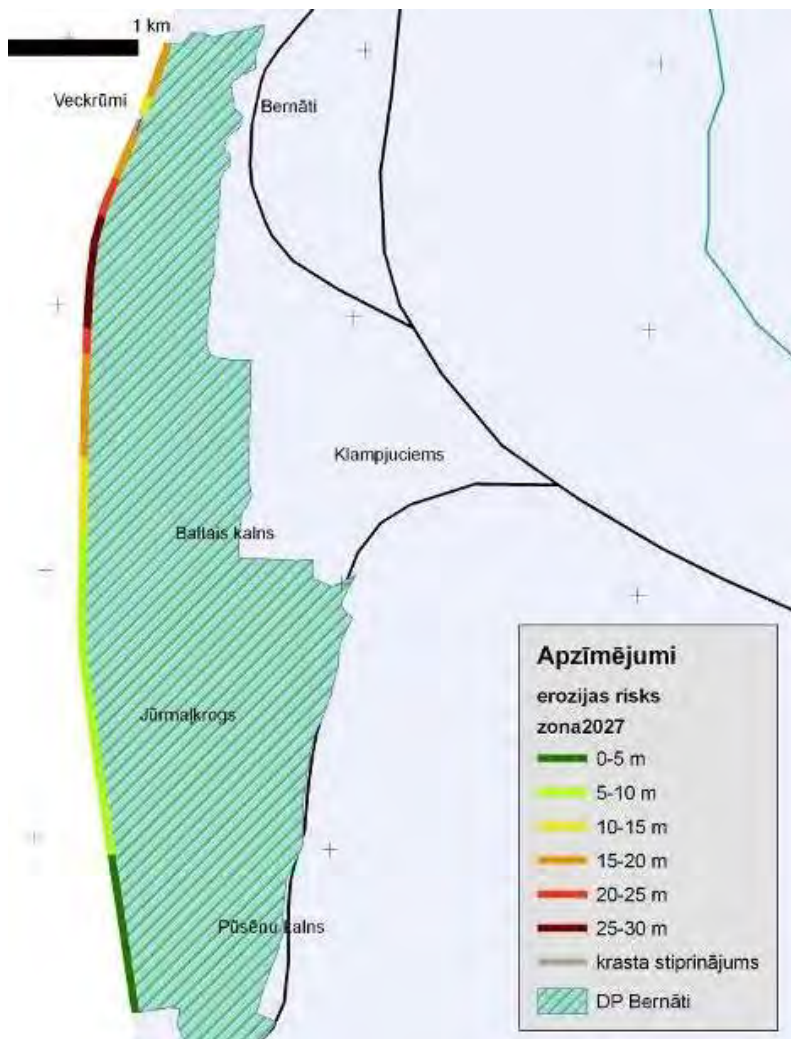 1 km
Veckrūmi
Bernāti
Klampjuciems
Baltais kalns
Jūrmaļkrogs
Pūsēnu kalns
Apzīmējumi
erozijas risks
zona2027
0-5 m
5-10 m
10-15 m
15-20 m
20-25 m
25-30 m
krasta stiprinājums
DP Bernāti